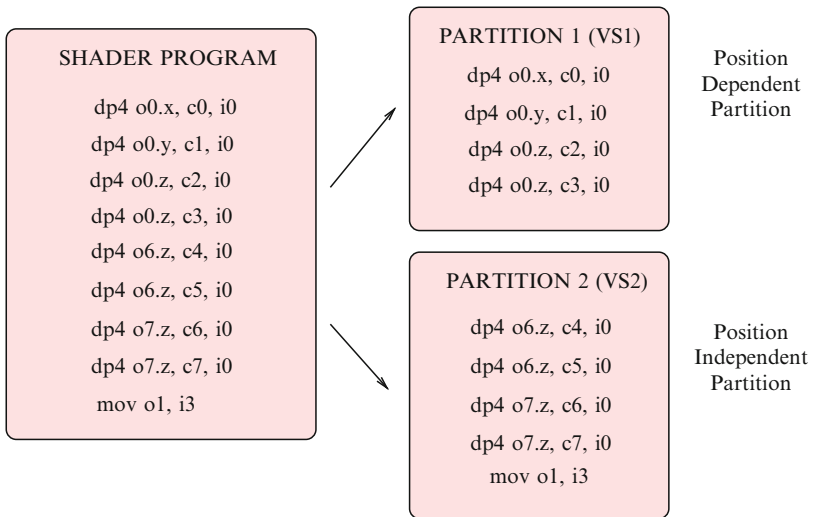 SHADER PROGRAM
dp4 o0.x, c0, i0
dp4 o0.y, c1, i0
dp4 o0.z, c2, i0
dp4 o0.z, c3, i0
dp4 o6.z, c4, i0
dp4 o6.z, c5, i0
dp4 o7.z, c6, i0
dp4 o7.z, c7, i0
mov o1, i3
PARTITION 1 (VS1)
dp4 o0.x, c0, i0
dp4 o0.y, c1, i0
dp4 o0.z, c2, i0
dp4 o0.z, c3, i0
Position
Dependent
Partition
PARTITION 2 (VS2)
dp4 o6.z, c4, i0
dp4 o6.z, c5, i0
dp4 o7.z, c6, i0
dp4 o7.z, c7, i0
mov o1, i3
Position
Independent
Partition